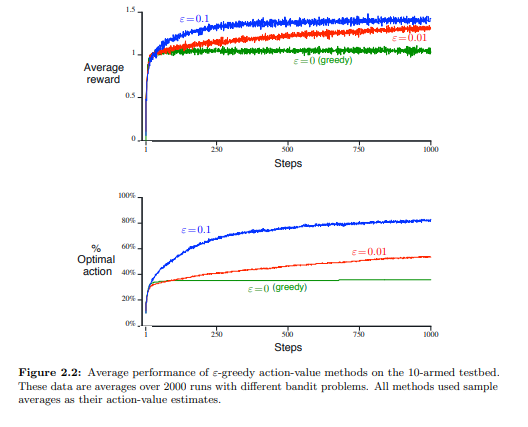 1.5
ε=0.1
1
ε=0.01
Average
reward
ε=0 (greedy)
0.5
0
1
250
500
750
1000
Steps
100%
80%
ε=0.1
60%
%
Optimal
action
ε=0.01
40%
ε=0 (greedy)
20%
0%
1
250
500
750
1000
Steps
Figure 2.2: Average performance of ε-greedy action-value methods on the 10-armed testbed.
These data are averages over 2000 runs with different bandit problems. All methods used sample
averages as their action-value estimates.